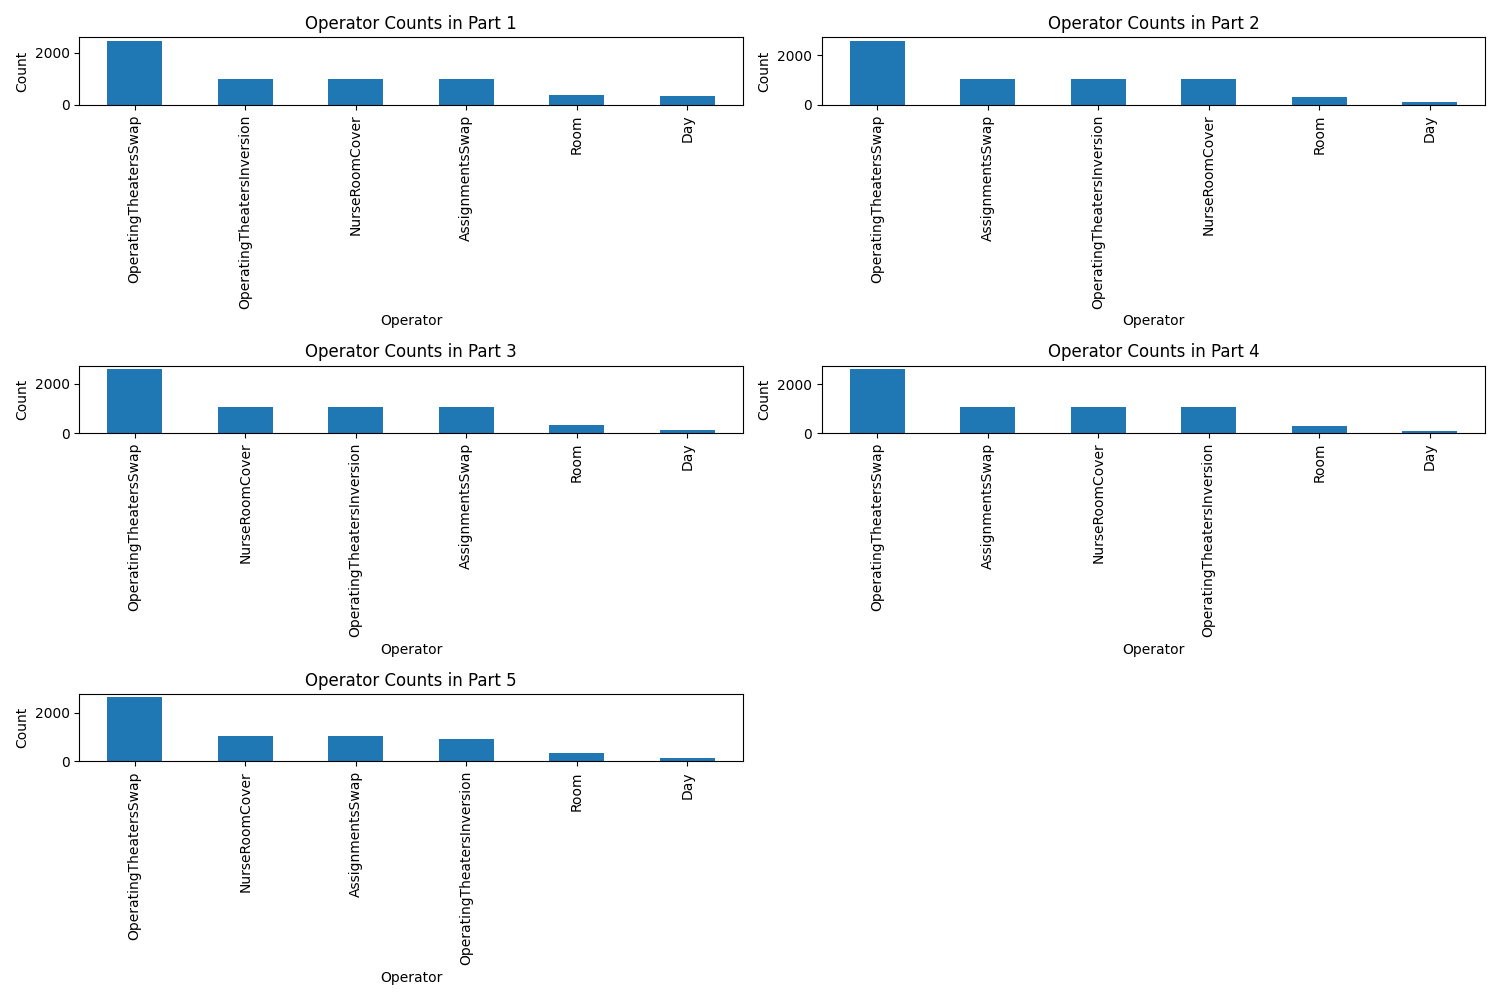 Operator Counts in Part 1
Count
2000
0
OperatingTheatersSwap
OperatingTheatersInversion
NurseRoomCover
AssignmentsSwap
Room
Day
Operator
Operator Counts in Part 2
Count
2000
0
OperatingTheatersSwap
AssignmentsSwap
OperatingTheatersInversion
NurseRoomCover
Room
Day
Operator
Operator Counts in Part 3
Count
2000
0
OperatingTheatersSwap
NurseRoomCover
OperatingTheatersInversion
AssignmentsSwap
Room
Day
Operator
Operator Counts in Part 4
Count
2000
0
OperatingTheatersSwap
AssignmentsSwap
NurseRoomCover
OperatingTheatersInversion
Room
Day
Operator
Operator Counts in Part 5
Count
2000
0
OperatingTheatersSwap
NurseRoomCover
AssignmentsSwap
OperatingTheatersInversion
Room
Day
Operator